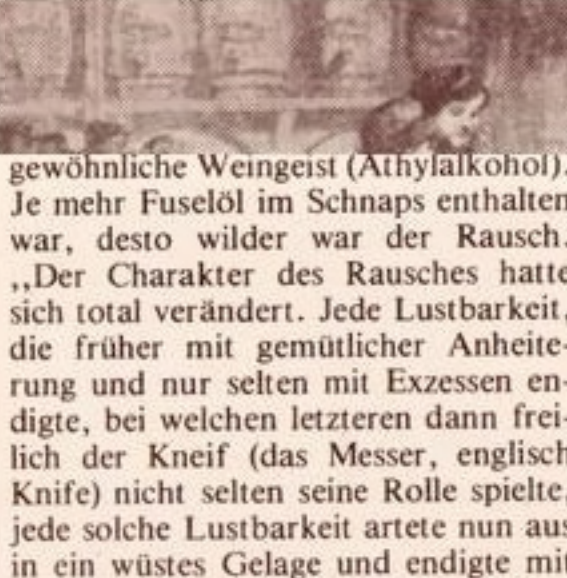 gewöhnliche Weingeist (Äthylalkohol).
Je mehr Fuselöl im Schnaps enthalten
war, desto wilder war der Rausch.
,,Der Charakter des Rausches hatte
sich total verändert. Jede Lustbarkeit,
die früher mit gemütlicher Anheite-
rung und nur selten mit Exzessen en-
digte, bei welchen letzteren dann frei-
lich der Kneif (das Messer, englisch
Knife) nicht selten seine Rolle spielte,
jede solche Lustbarkeit artete nun aus
in ein wüstes Gelage und endigte mit